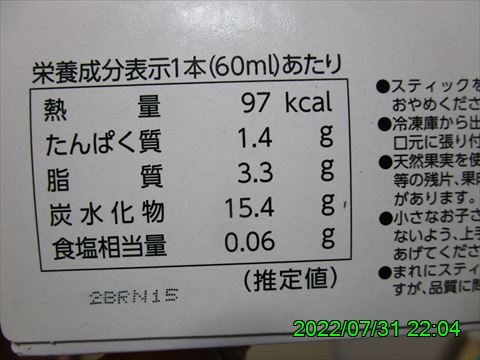 栄養成分表示1本(60ml)あたり
熱量 97 kcal
たんぱく質 1.4 g
脂質 3.3 g
炭水化物 15.4 g
食塩相当量 0.06 g
(推定値)
2BRN15
●スティックを
おやめくださ
●冷凍庫から出
口元に張り付
●天然果実を使
等の残片、果肉
があります。
●小さなお子さ
ないよう、上手
あげてください
●まれにスティ
すが、品質に問
2022/07/31 22:04